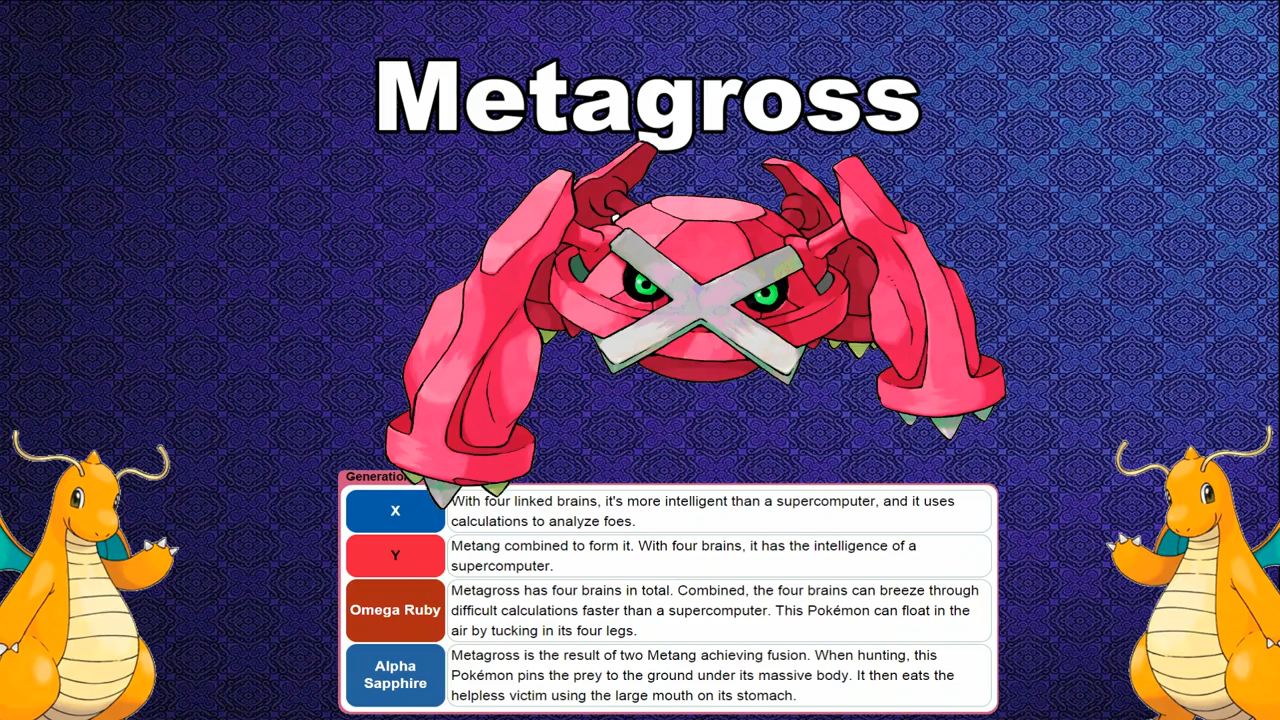 Metagross
Generation
X
With four linked brains, it's more intelligent than a supercomputer, and it uses
calculations to analyze foes.
Y
Metang combined to form it. With four brains, it has the intelligence of a
supercomputer.
Omega Ruby
Metagross has four brains in total. Combined, the four brains can breeze through
difficult calculations faster than a supercomputer. This Pokémon can float in the
air by tucking in its four legs.
Alpha
Sapphire
Metagross is the result of two Metang achieving fusion. When hunting, this
Pokémon pins the prey to the ground under its massive body. It then eats the
helpless victim using the large mouth on its stomach.